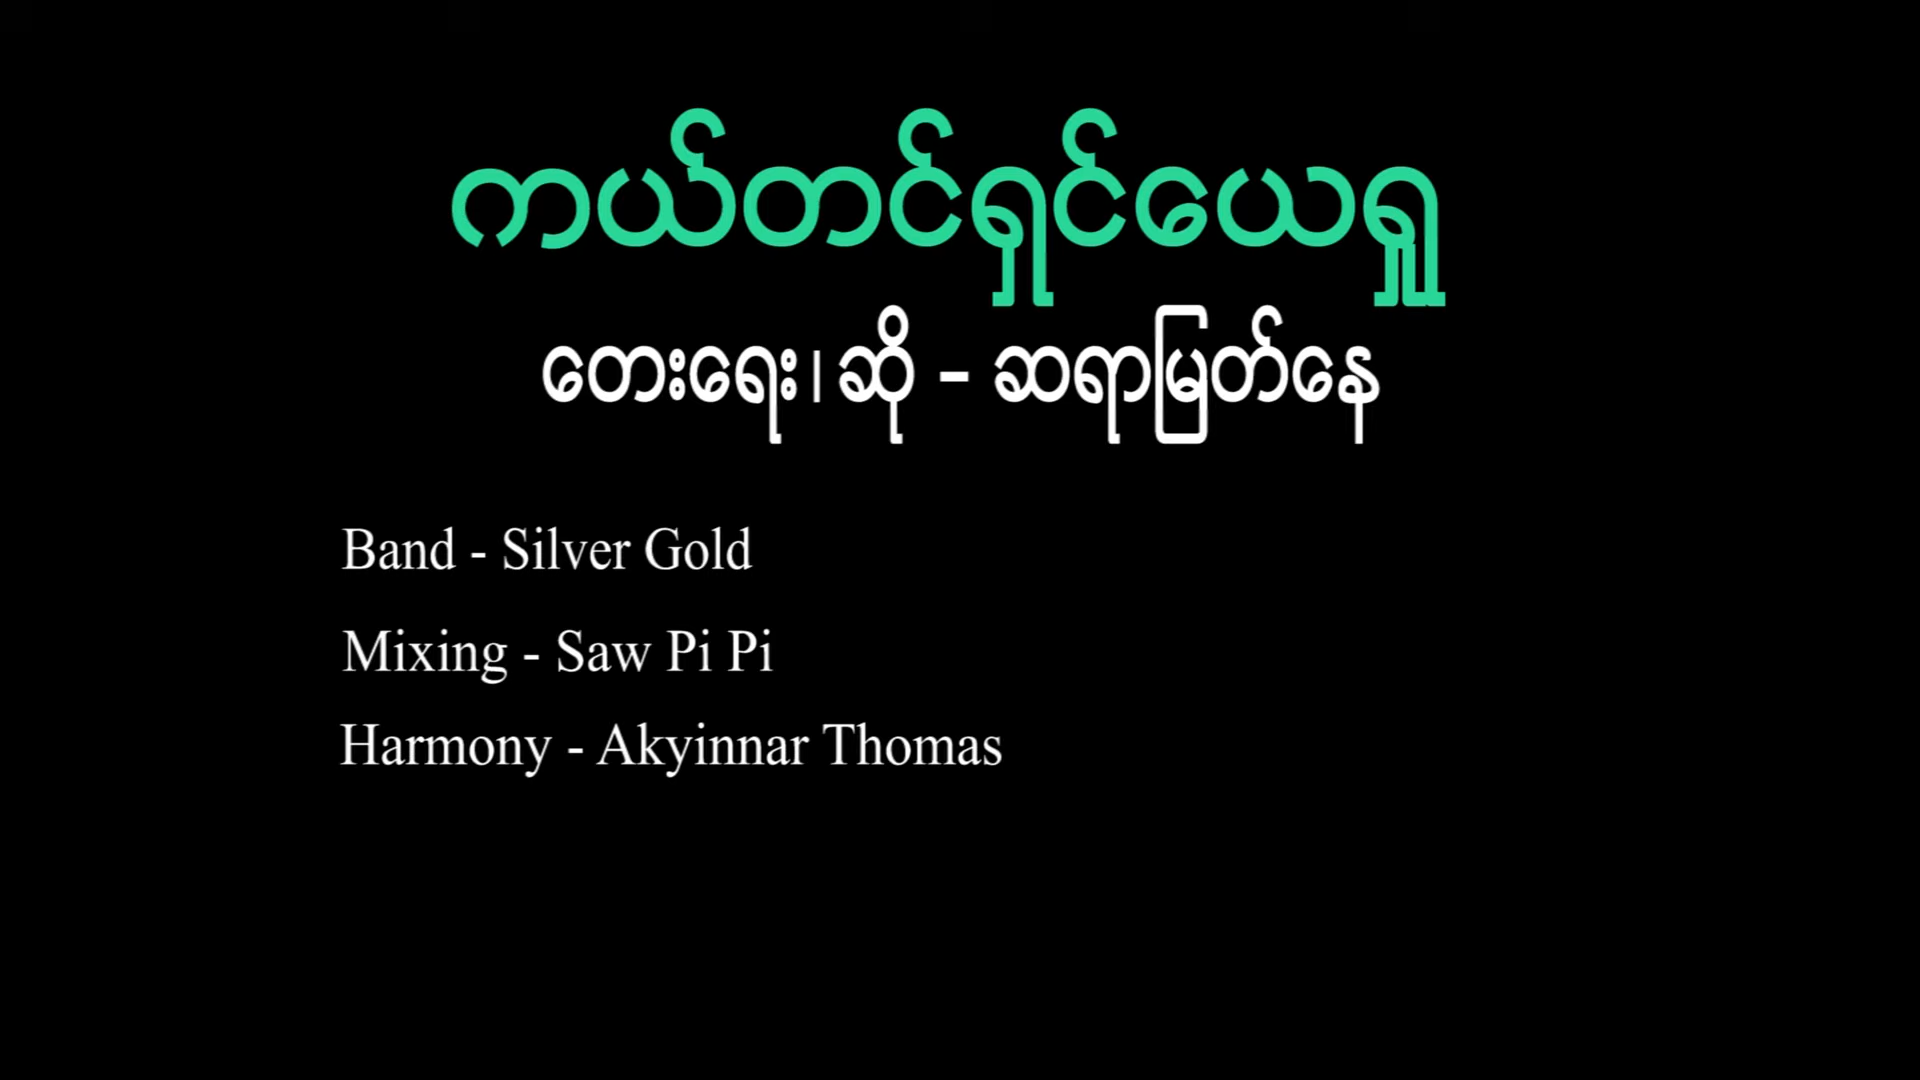 ကယ်တင်ရှင်ယေရှု
တေးရေး၊ဆို - ဆရာမြတ်နေ
Band - Silver Gold
Mixing - Saw Pi Pi
Harmony - Akyinnar Thomas